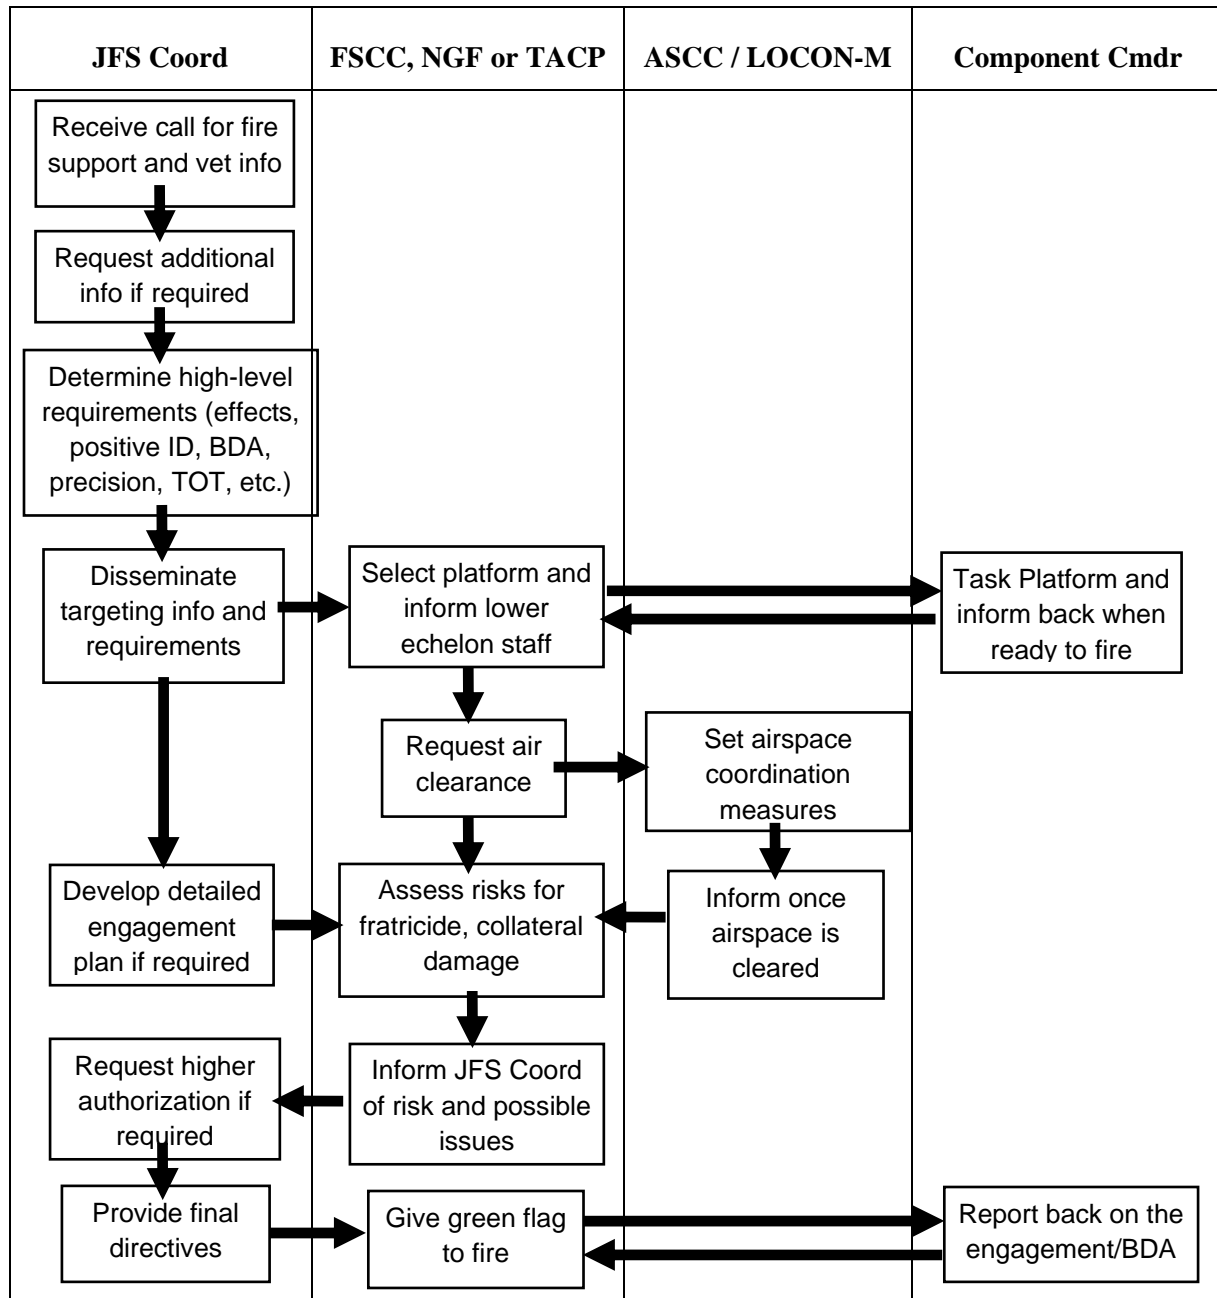 JFS Coord
FSCC, NGF or TACP
ASCC / LOCON-M
Component Cmdr
Receive call for fire
support and vet info
Request additional
info if required
Determine high-level
requirements (effects,
positive ID, BDA,
precision, TOT, etc.)
Disseminate
targeting info and
requirements
Select platform and
inform lower
echelon staff
Task Platform and
inform back when
ready to fire
Request air
clearance
Set airspace
coordination
measures
Develop detailed
engagement
plan if required
Assess risks for
fratricide, collateral
damage
Inform once
airspace is
cleared
Request higher
authorization if
required
Inform JFS Coord
of risk and possible
issues
Provide final
directives
Give green flag
to fire
Report back on the
engagement/BDA